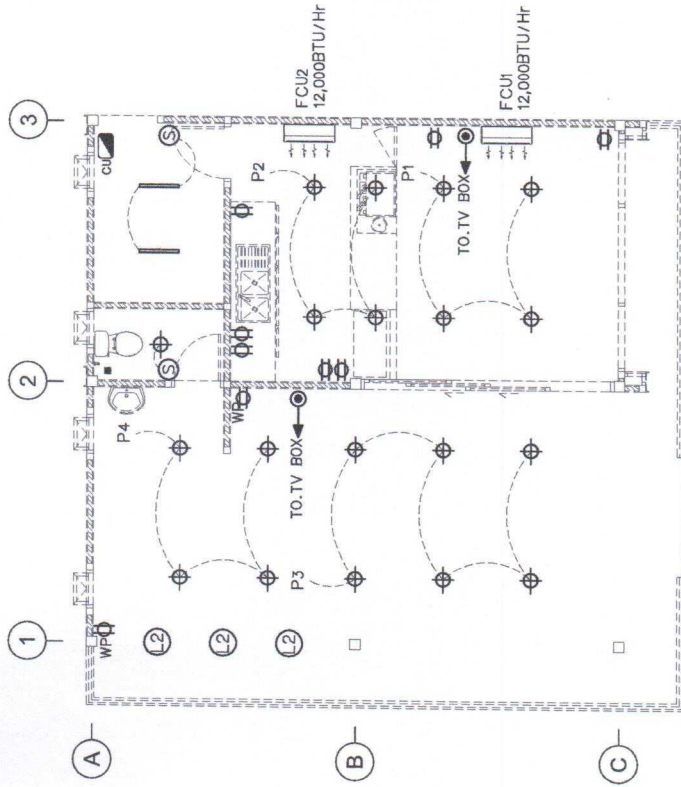 C
B
A
L2
L2
L2
WP
1
P3
TO.TV BOX
P4
WP
S
2
TO.TV BOX
P1
P2
CU
S
3
FCU1
12,000BTU/Hr
FCU2
12,000BTU/Hr